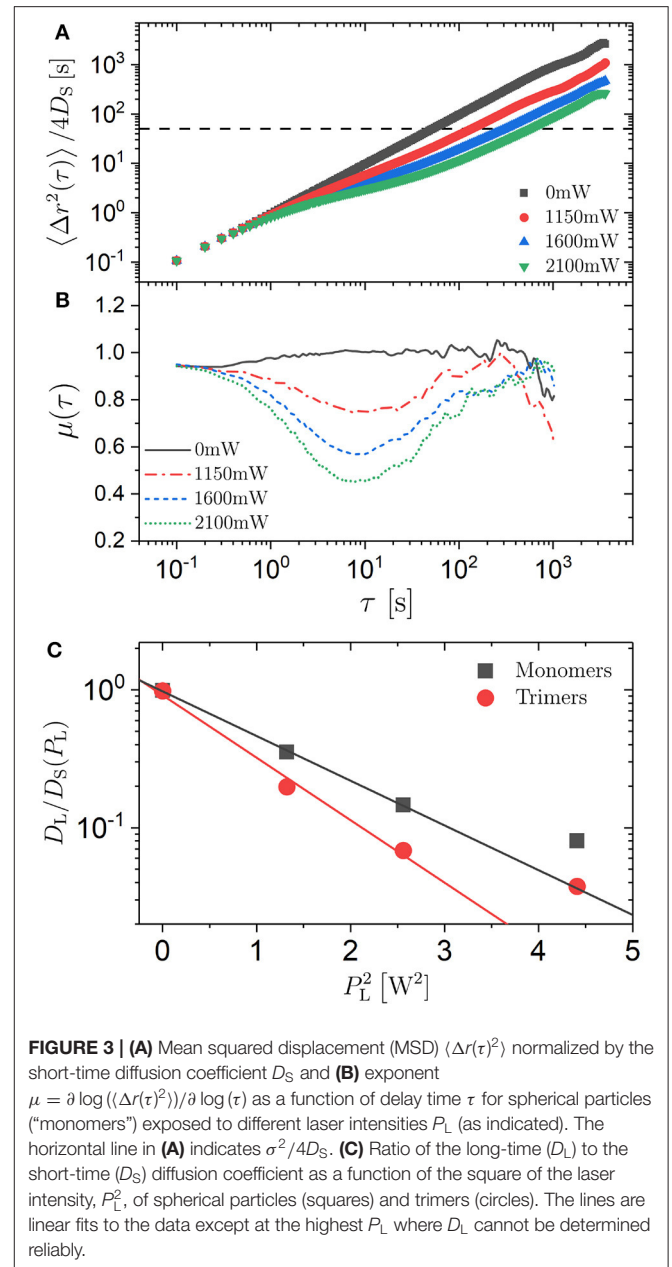 A
⟨Δr²(τ)⟩/4D_S [s]
10³
10²
10¹
10⁰
10⁻¹
0mW
1150mW
1600mW
2100mW
B
μ(τ)
1.0
0.8
0.6
0.4
0.2
0mW
1150mW
1600mW
2100mW
10⁻¹ 10⁰ 10¹ 10² 10³
τ [s]
C
D_L/D_S(P_L)
10⁰
10⁻¹
Monomers
Trimers
0 1 2 3 4 5
P_L² [W²]
FIGURE 3 | (A) Mean squared displacement (MSD) ⟨Δr(τ)²⟩ normalized by the
short-time diffusion coefficient D_S and (B) exponent
μ = ∂ log(⟨Δr(τ)²⟩)/∂ log (τ) as a function of delay time τ for spherical particles
(“monomers”) exposed to different laser intensities P_L (as indicated). The
horizontal line in (A) indicates σ²/4D_S. (C) Ratio of the long-time (D_L) to the
short-time (D_S) diffusion coefficient as a function of the square of the laser
intensity, P_L², of spherical particles (squares) and trimers (circles). The lines are
linear fits to the data except at the highest P_L where D_L cannot be determined
reliably.